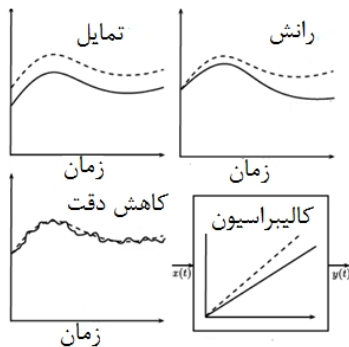 تمایل
رانش
زمان
زمان
کاهش دقت
کالیبراسیون
x(t)
y(t)
زمان